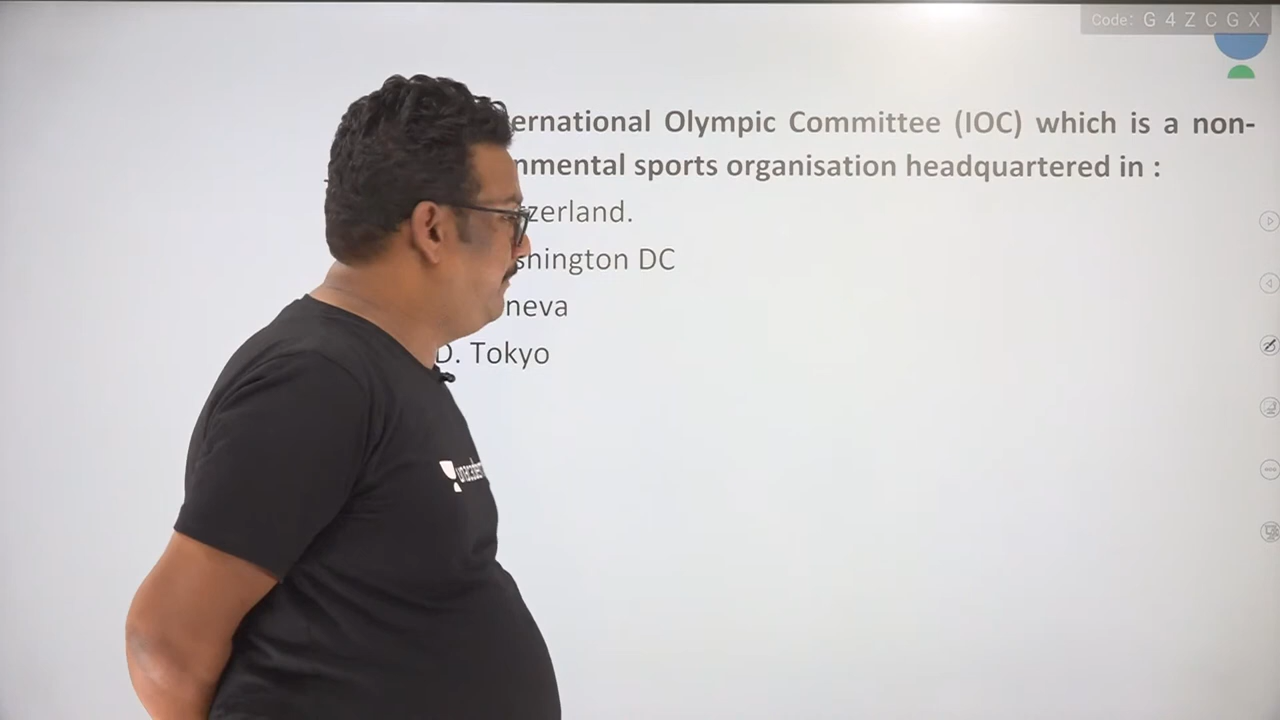 Code: G 4 Z C G X
ernational Olympic Committee (IOC) which is a non-
nmental sports organisation headquartered in :
zerland.
shington DC
neva
D. Tokyo
unacadem